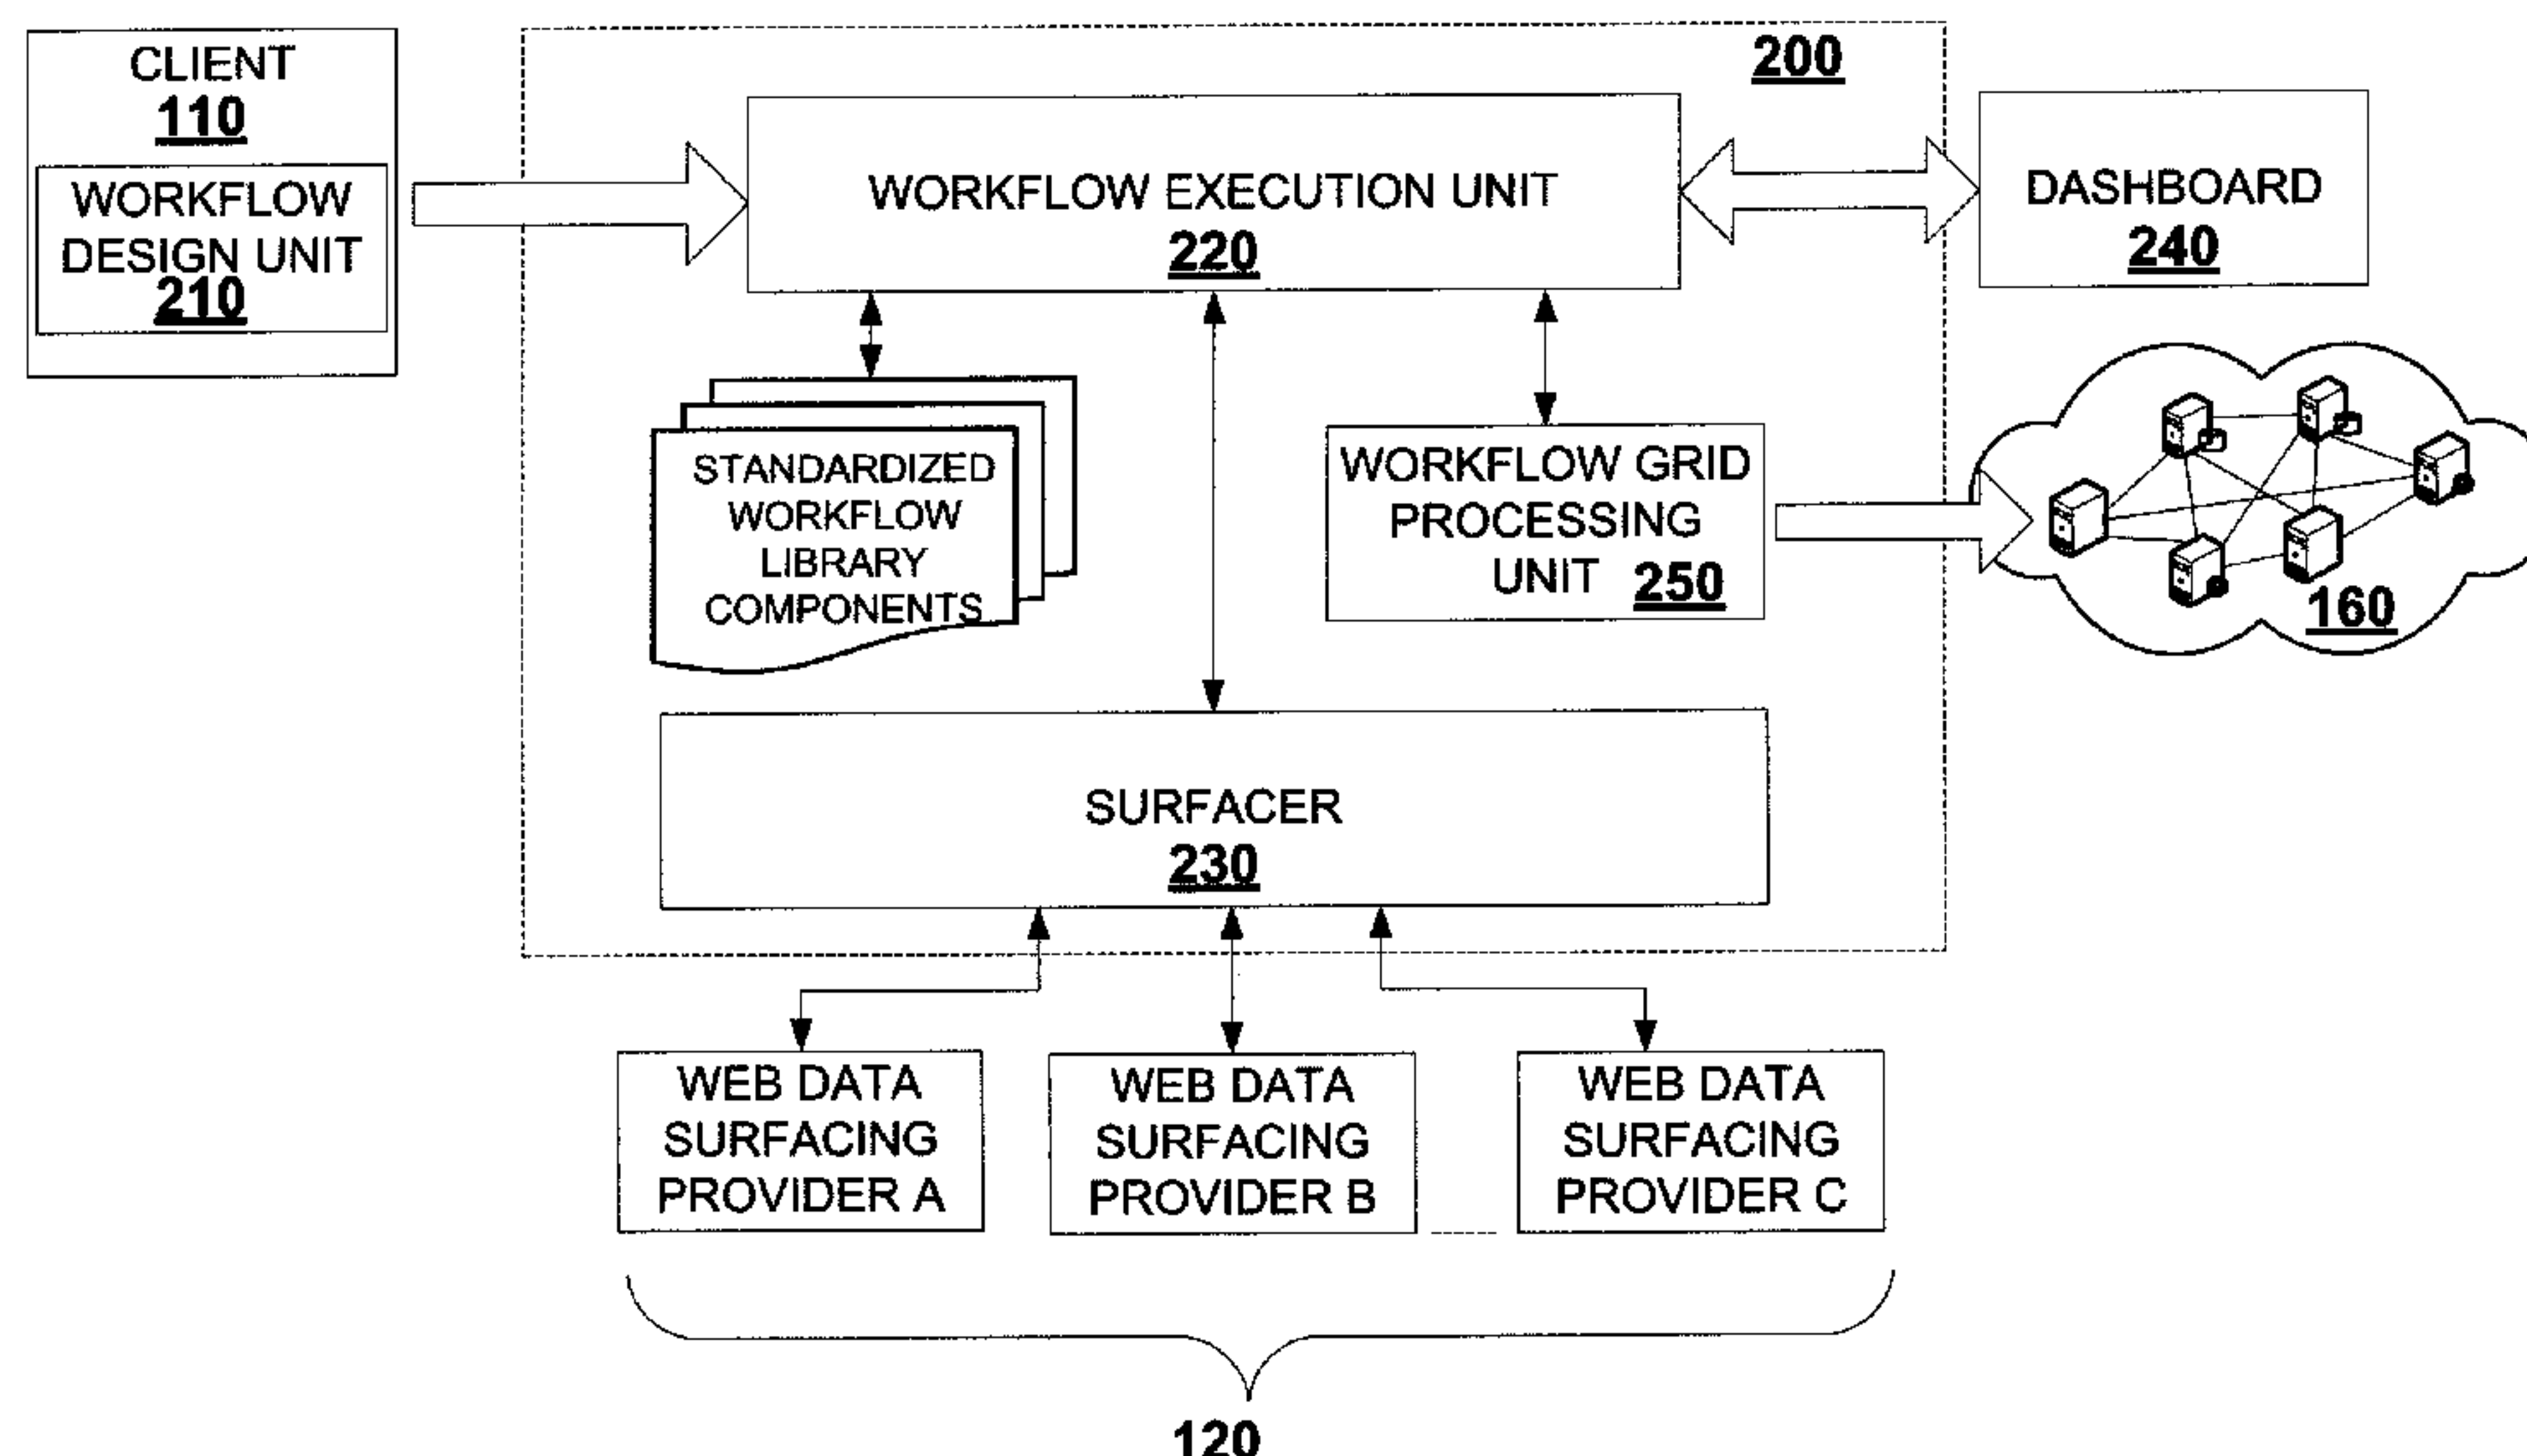 CLIENT
110
WORKFLOW
DESIGN UNIT
210
200
WORKFLOW EXECUTION UNIT
220
DASHBOARD
240
STANDARDIZED
WORKFLOW
LIBRARY
COMPONENTS
WORKFLOW GRID
PROCESSING
UNIT 250
160
SURFACER
230
WEB DATA
SURFACING
PROVIDER A
WEB DATA
SURFACING
PROVIDER B
WEB DATA
SURFACING
PROVIDER C
120